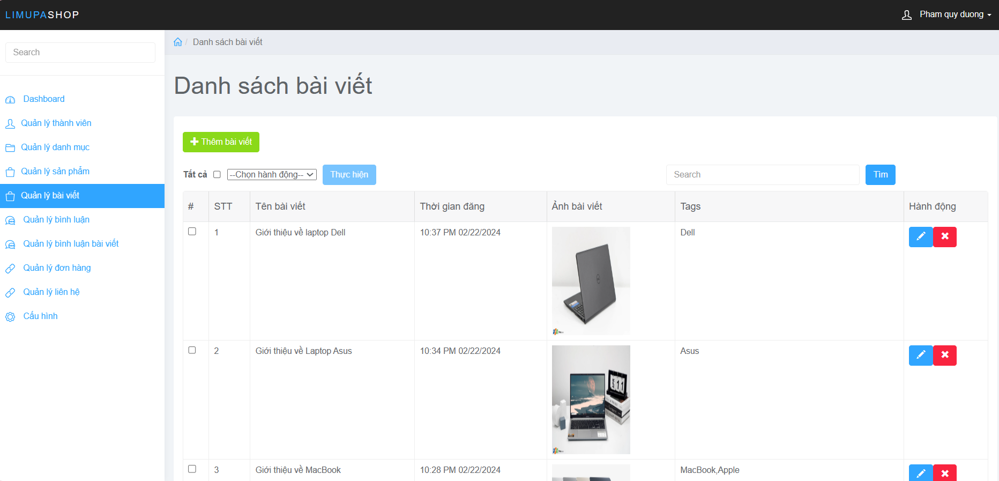 LIMUPASHOP
Pham quy duong
Search
Danh sách bài viết
Danh sách bài viết
Dashboard
Quản lý thành viên
Quản lý danh mục
Quản lý sản phẩm
Quản lý bài viết
Quản lý bình luận
Quản lý bình luận bài viết
Quản lý đơn hàng
Quản lý liên hệ
Cấu hình
Thêm bài viết
Tất cả --Chọn hành động-- Thực hiện Search Tìm
# STT Tên bài viết Thời gian đăng Ảnh bài viết Tags Hành động
1 Giới thiệu về laptop Dell 10:37 PM 02/22/2024 Dell
2 Giới thiệu về Laptop Asus 10:34 PM 02/22/2024 Asus
APR 11
3 Giới thiệu về MacBook 10:28 PM 02/22/2024 MacBook,Apple